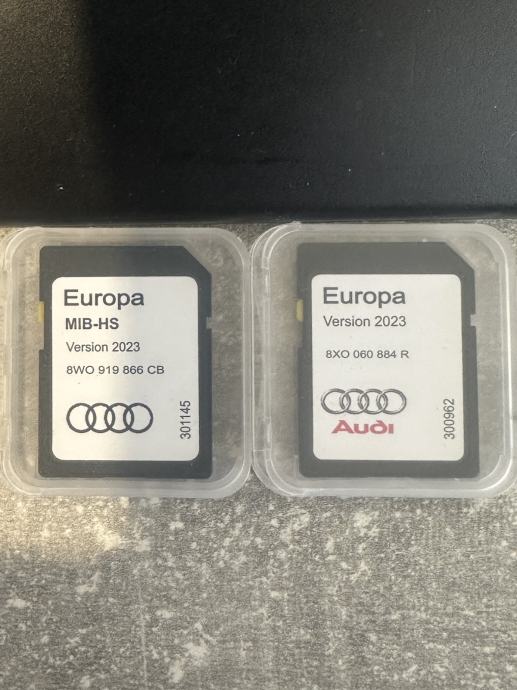 Europa
MIB-HS
Version 2023
8WO 919 866 CB
301145
Europa
Version 2023
8XO 060 884 R
Audi
300962